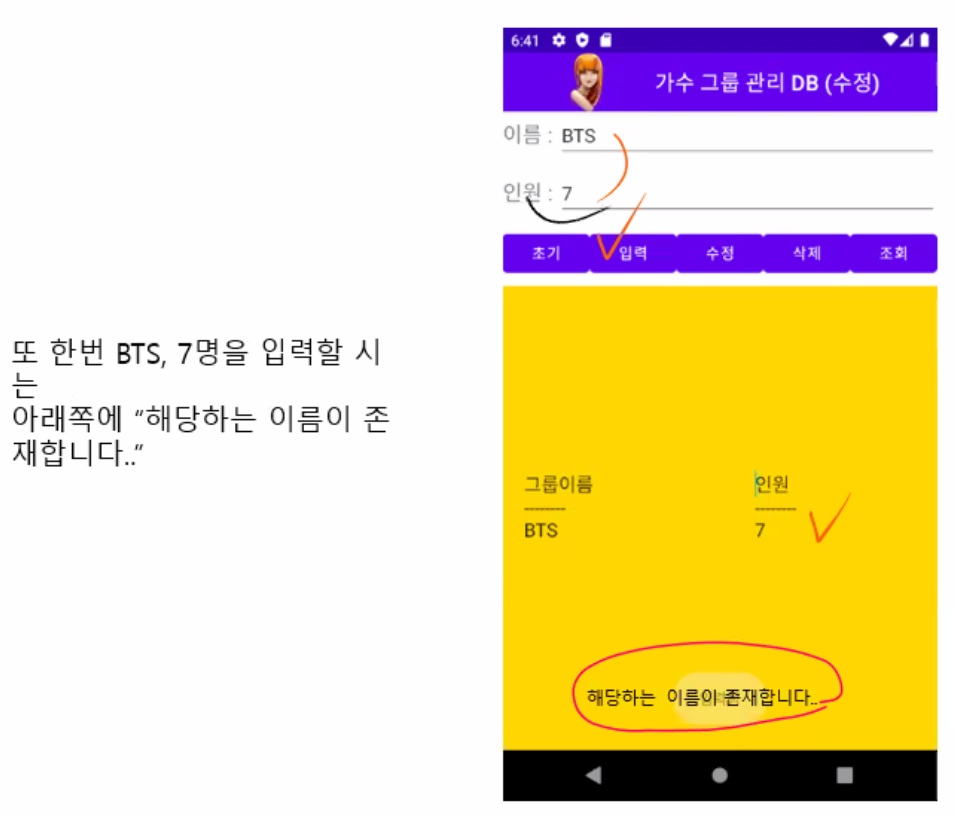 6:41
가수 그룹 관리 DB (수정)
이름 : BTS
인원 : 7
초기 입력 수정 삭제 조회
또 한번 BTS, 7명을 입력할 시
는
아래쪽에 “해당하는 이름이 존
재합니다..”
그룹이름 인원
-------- --------
BTS 7
해당하는 이름이 존재합니다..